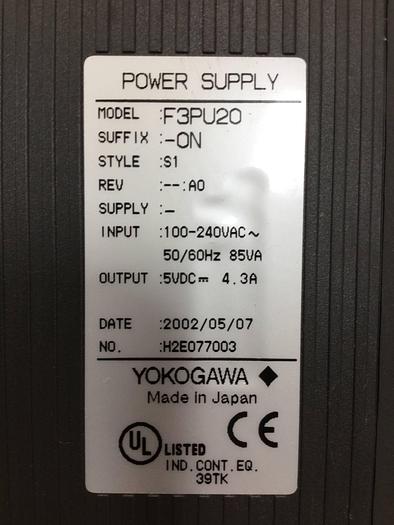 POWER SUPPLY
MODEL :F3PU20
SUFFIX :-0N
STYLE :S1
REV :--:A0
SUPPLY :-
INPUT :100-240VAC~
50/60Hz 85VA
OUTPUT :5VDC⎓ 4.3A
DATE :2002/05/07
NO. :H2E077003
YOKOGAWA ◆
Made in Japan
UL LISTED CE
IND.CONT.EQ.
39TK